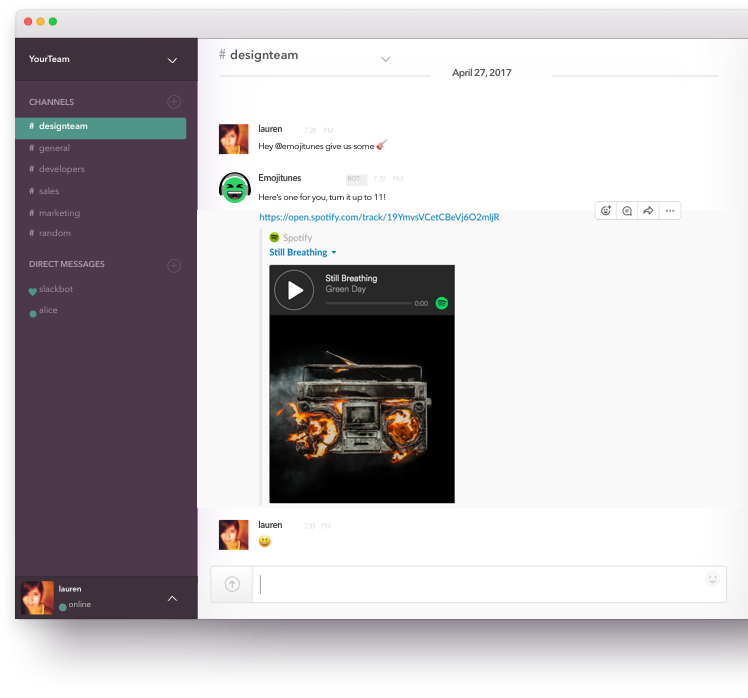 YourTeam
CHANNELS
# designteam
# general
# developers
# sales
# marketing
# random
DIRECT MESSAGES
slackbot
alice
lauren
online
# designteam
April 27, 2017
lauren 7:28 PM
Hey @emojitunes give us some 🎸
Emojitunes BOT 7:29 PM
Here's one for you, turn it up to 11!
https://open.spotify.com/track/19YmvsVCetCBeVj6O2mljR
Spotify
Still Breathing
Still Breathing
Green Day
0:00
lauren 7:30 PM
😃